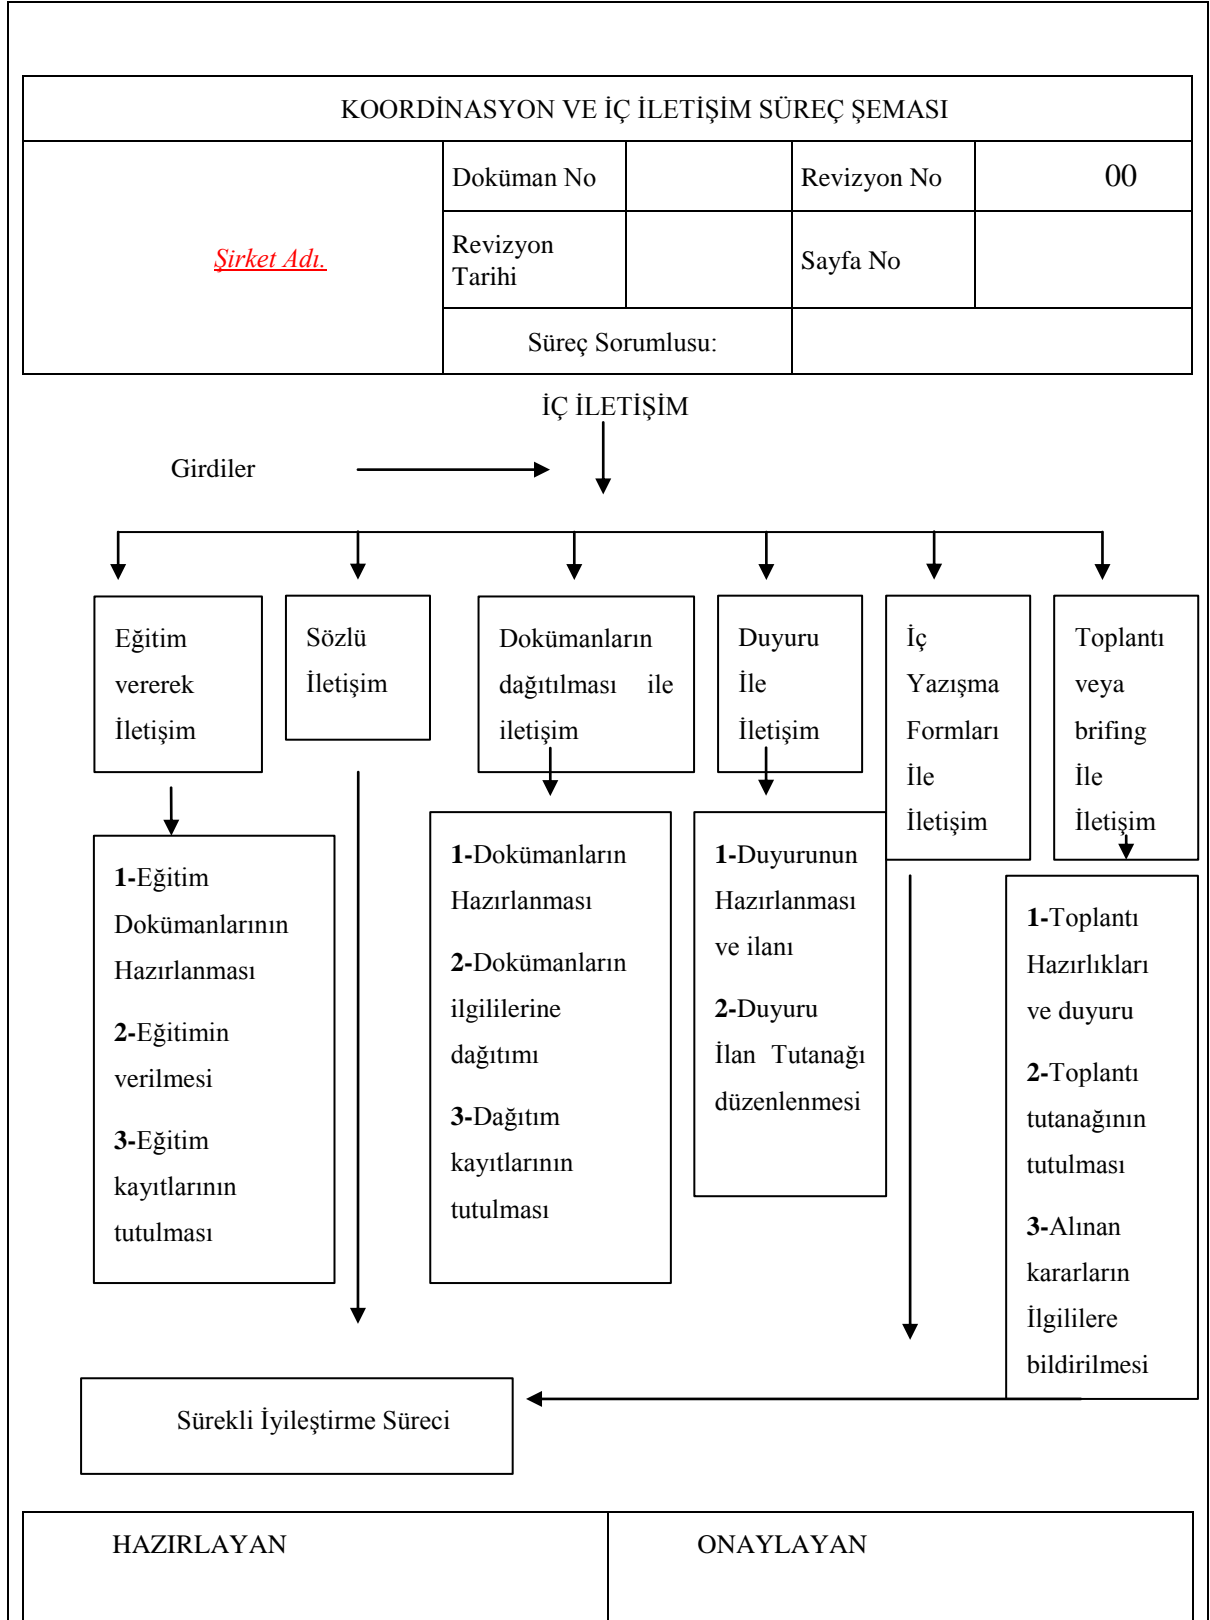 KOORDİNASYON VE İÇ İLETİŞİM SÜREÇ ŞEMASI
Şirket Adı.
Doküman No
Revizyon No
00
Revizyon
Tarihi
Sayfa No
Süreç Sorumlusu:
İÇ İLETİŞİM
Girdiler
Eğitim
vererek
İletişim
Sözlü
İletişim
Dokümanların
dağıtılması ile
iletişim
Duyuru
İle
İletişim
İç
Yazışma
Formları
İle
İletişim
Toplantı
veya
brifing
İle
İletişim
1-Eğitim
Dokümanlarının
Hazırlanması
2-Eğitimin
verilmesi
3-Eğitim
kayıtlarının
tutulması
1-Dokümanların
Hazırlanması
2-Dokümanların
ilgililerine
dağıtımı
3-Dağıtım
kayıtlarının
tutulması
1-Duyurunun
Hazırlanması
ve ilanı
2-Duyuru
İlan Tutanağı
düzenlenmesi
1-Toplantı
Hazırlıkları
ve duyuru
2-Toplantı
tutanağının
tutulması
3-Alınan
kararların
İlgililere
bildirilmesi
Sürekli İyileştirme Süreci
HAZIRLAYAN
ONAYLAYAN